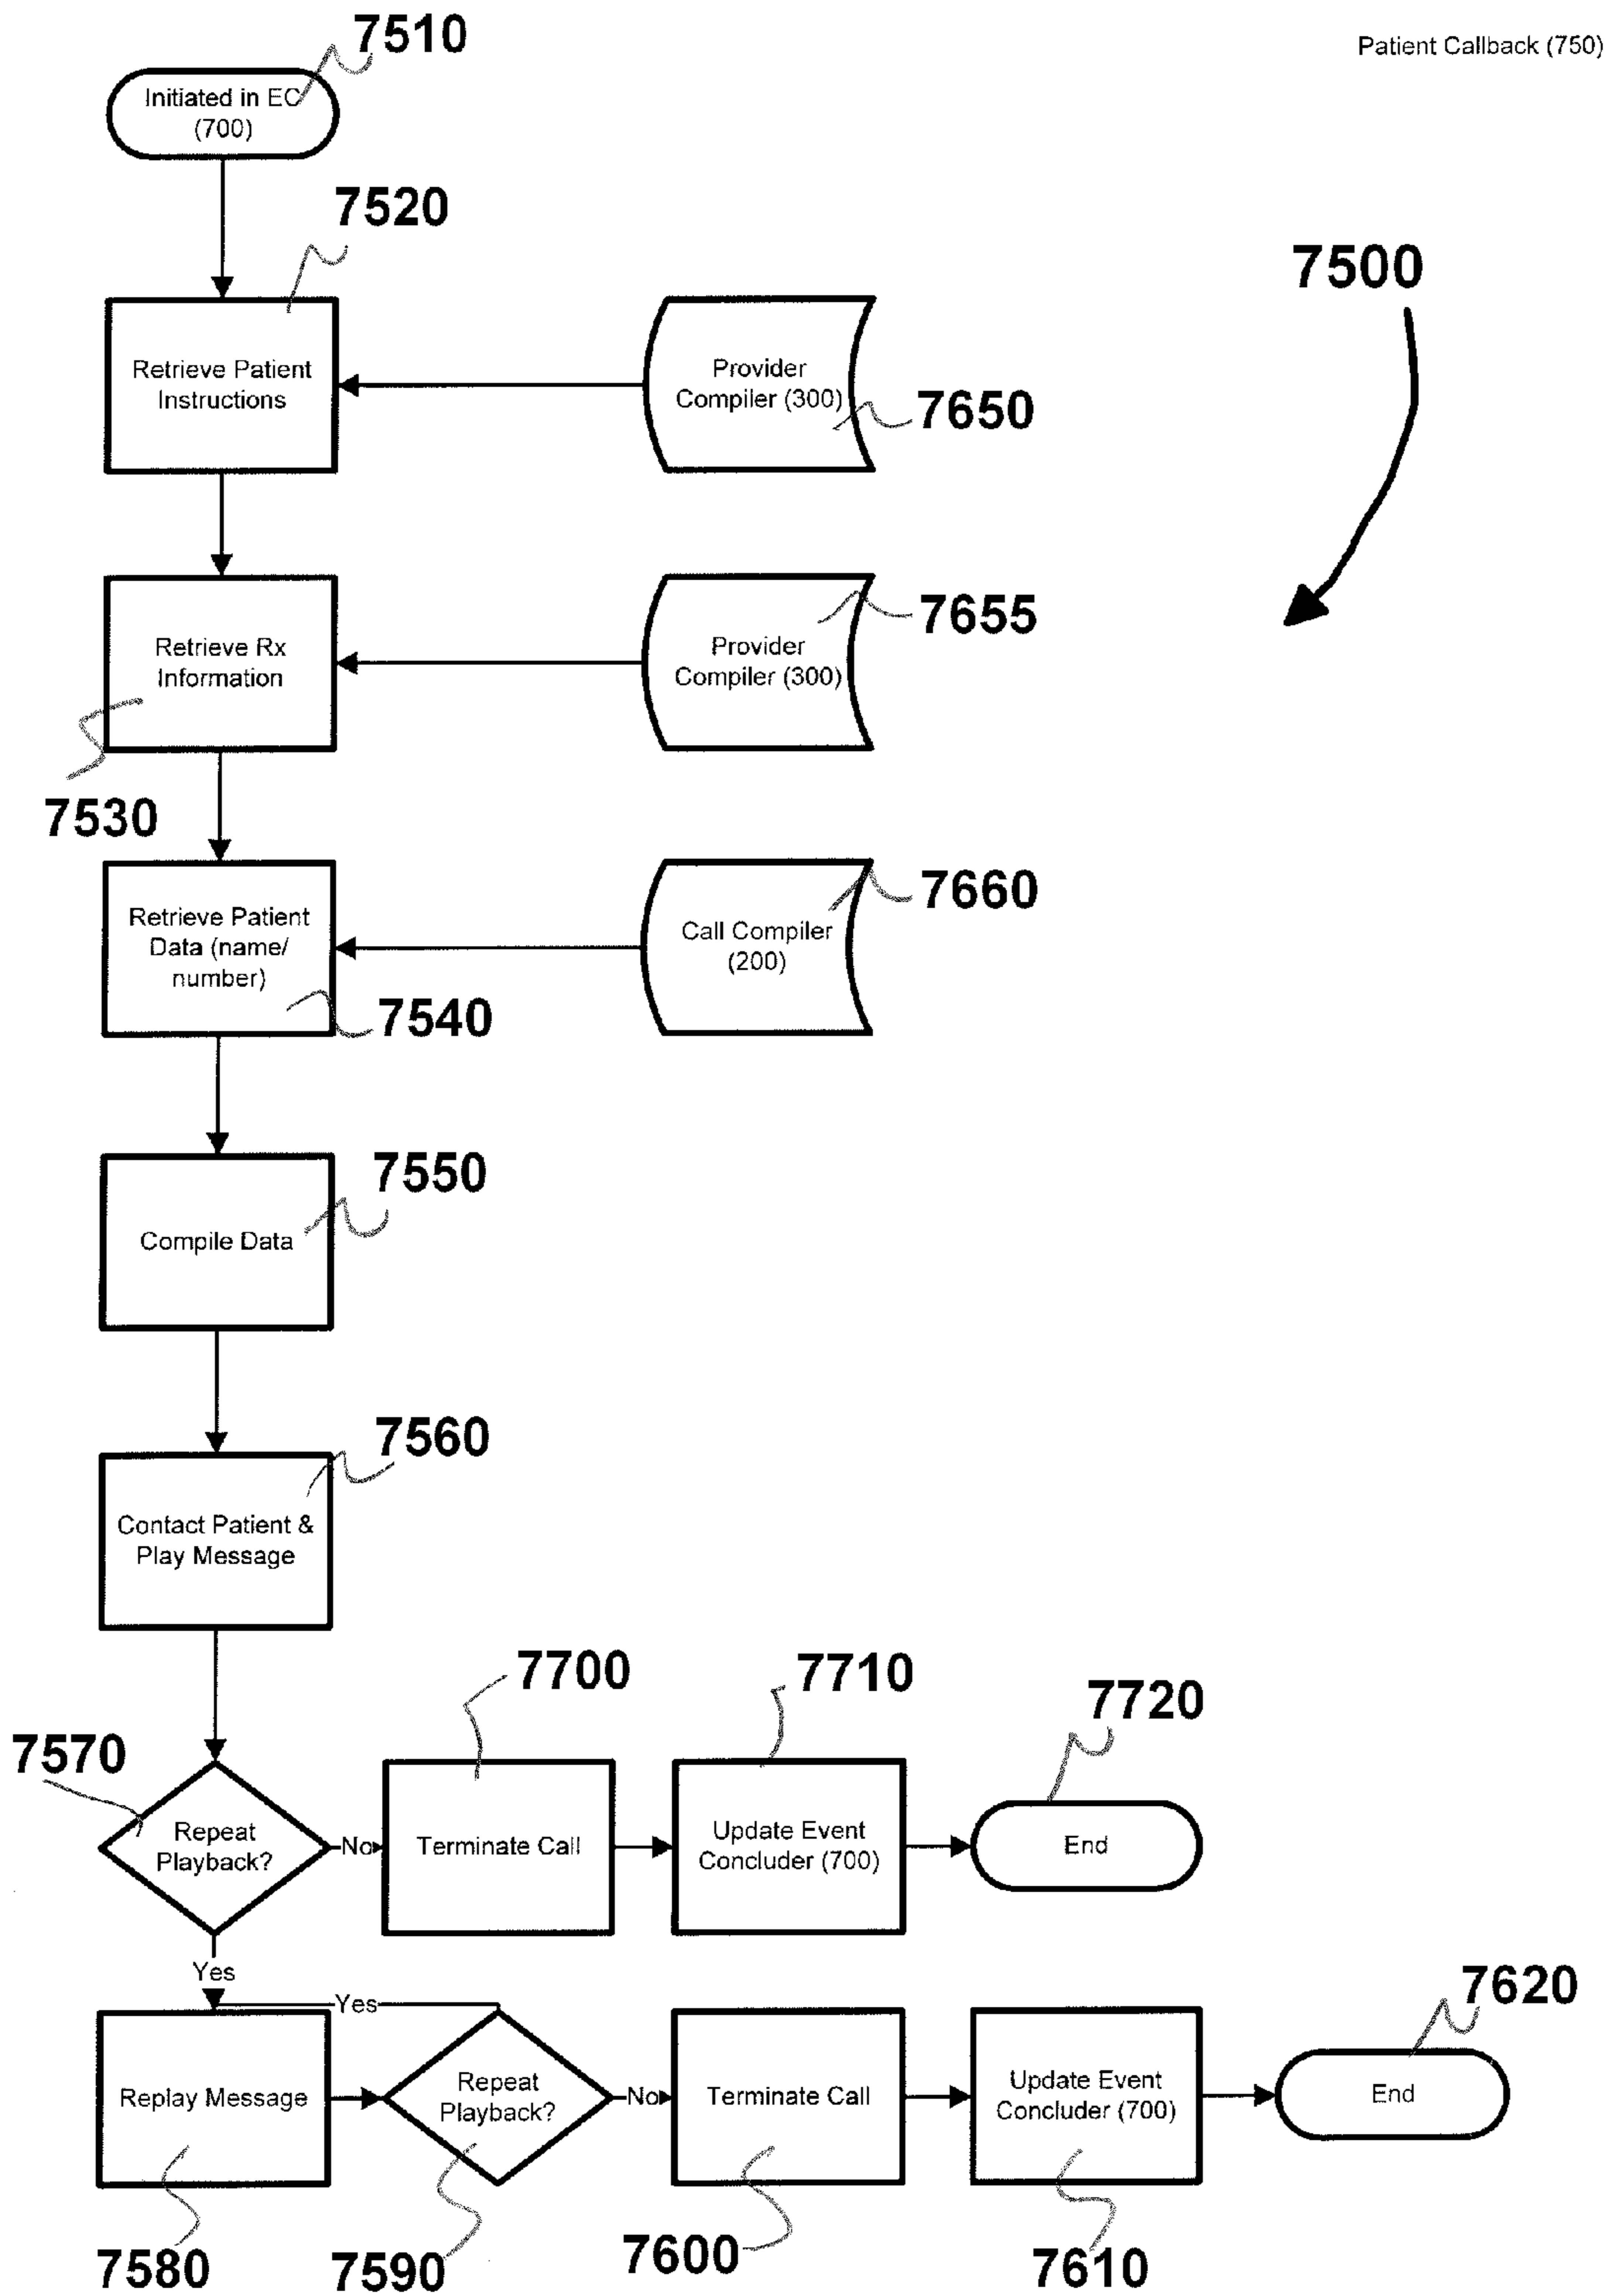 7510
Patient Callback (750)
Initiated in EC
(700)
7520
7500
Retrieve Patient
Instructions
Provider
Compiler (300)
7650
Retrieve Rx
Information
Provider
Compiler (300)
7655
7530
Retrieve Patient
Data (name/
number)
Call Compiler
(200)
7660
7540
7550
Compile Data
7560
Contact Patient &
Play Message
7700
7710
7720
7570
Repeat
Playback?
No
Terminate Call
Update Event
Concluder (700)
End
Yes
Yes
7620
Replay Message
Repeat
Playback?
No
Terminate Call
Update Event
Concluder (700)
End
7580
7590
7600
7610